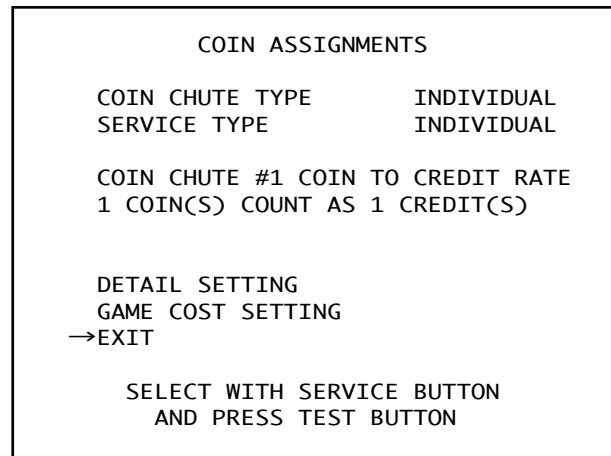 COIN ASSIGNMENTS
COIN CHUTE TYPE INDIVIDUAL
SERVICE TYPE INDIVIDUAL
COIN CHUTE #1 COIN TO CREDIT RATE
1 COIN(S) COUNT AS 1 CREDIT(S)
DETAIL SETTING
GAME COST SETTING
→EXIT
SELECT WITH SERVICE BUTTON
AND PRESS TEST BUTTON